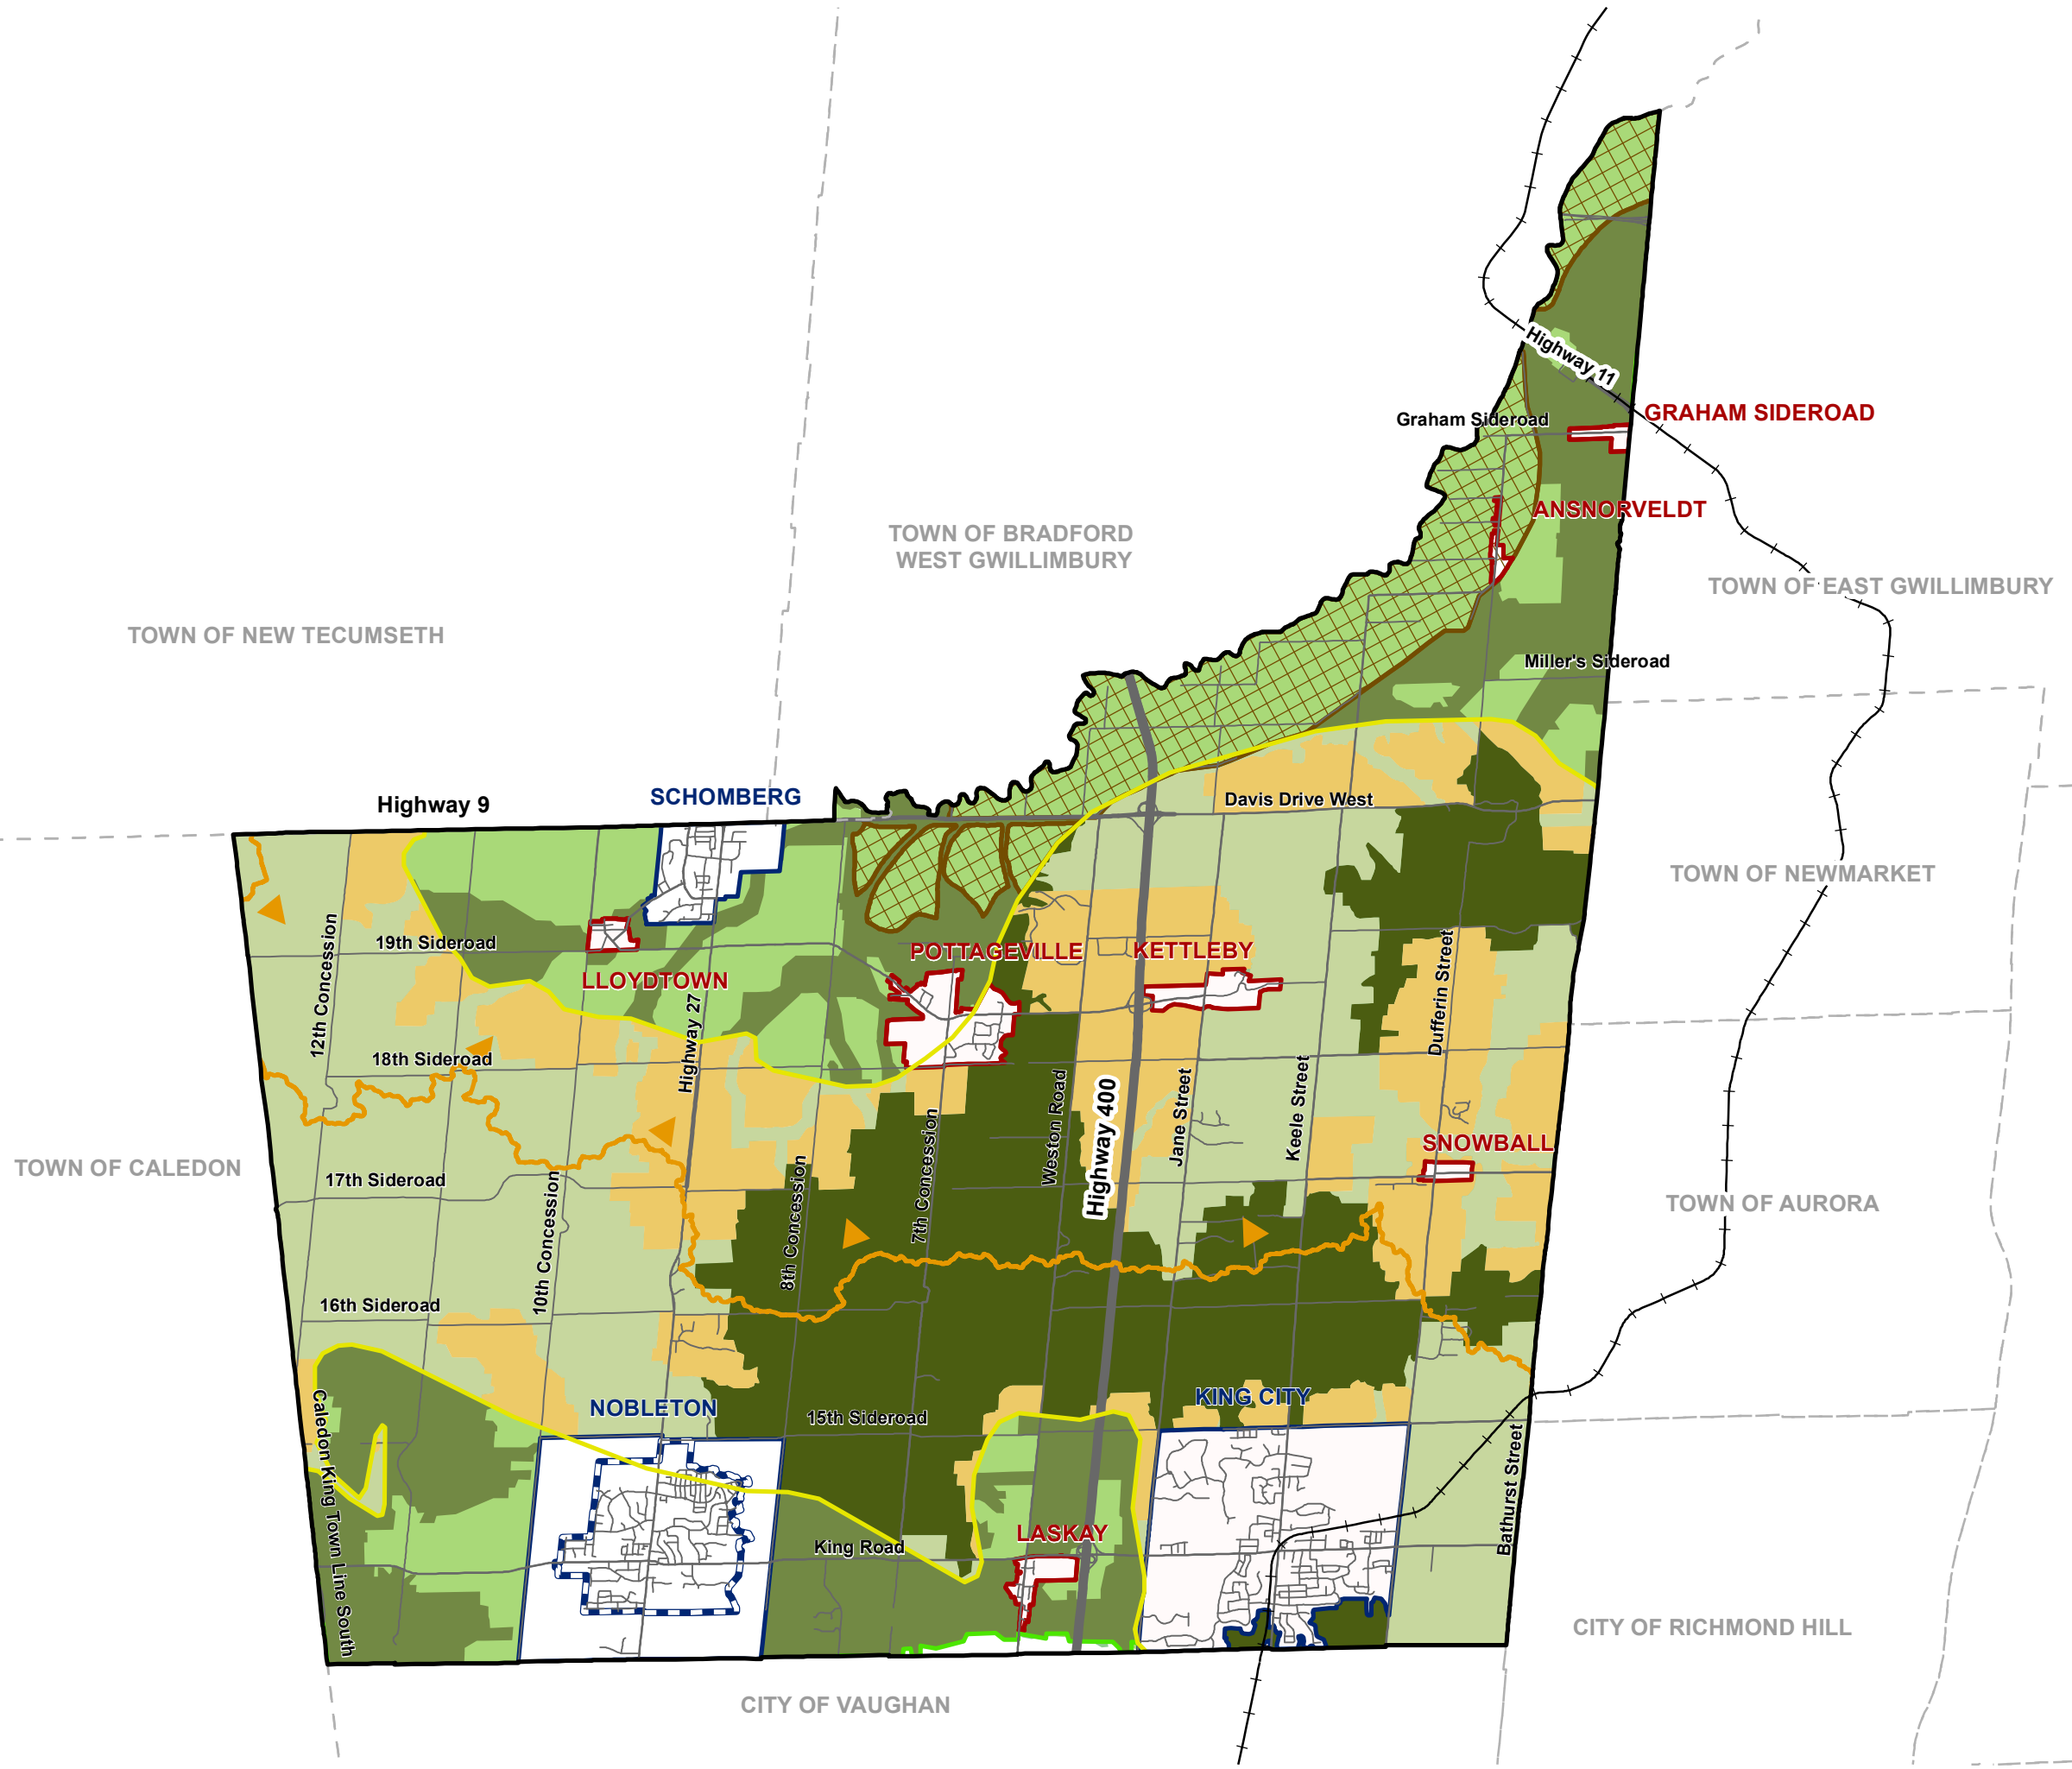 Highway 11
GRAHAM SIDEROAD
Graham Sideroad
ANSNORVELDT
TOWN OF BRADFORD
WEST GWILLIMBURY
TOWN OF EAST GWILLIMBURY
TOWN OF NEW TECUMSETH
Miller's Sideroad
SCHOMBERG
Highway 9
Davis Drive West
TOWN OF NEWMARKET
12th Concession
19th Sideroad
POTTAGEVILLE
KETTLEBY
LLOYDTOWN
Highway 27
Dufferin Street
18th Sideroad
Weston Road
Highway 400
Jane Street
Keele Street
SNOWBALL
TOWN OF CALEDON
17th Sideroad
10th Concession
8th Concession
7th Concession
TOWN OF AURORA
16th Sideroad
Caledon King Town Line South
NOBLETON
15th Sideroad
KING CITY
Bathurst Street
LASKAY
King Road
CITY OF RICHMOND HILL
CITY OF VAUGHAN